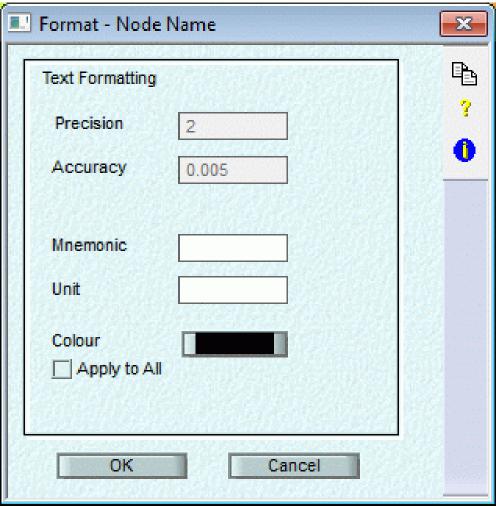 Format - Node Name
Text Formatting
Precision 2
Accuracy 0.005
Mnemonic
Unit
Colour
Apply to All
OK Cancel
?
i